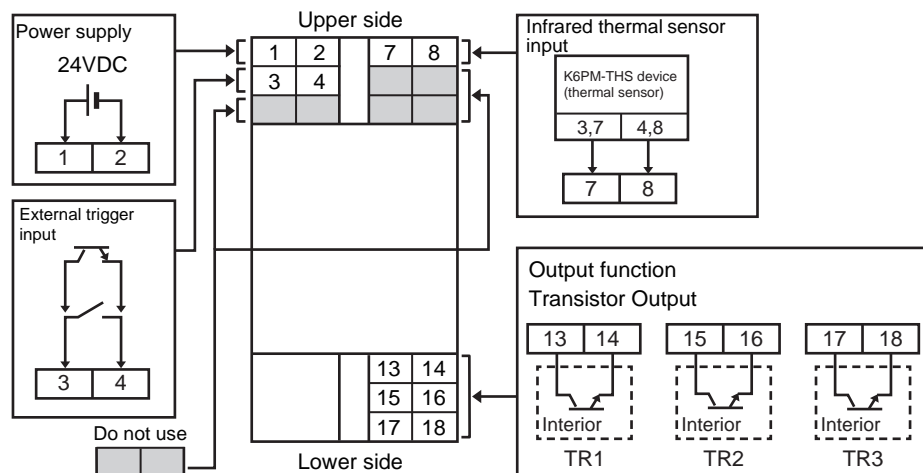 Upper side
Power supply
24VDC
1 2
1 2 7 8
3 4
Infrared thermal sensor
input
K6PM-THS device
(thermal sensor)
3,7 4,8
7 8
External trigger
input
3 4
Do not use
13 14
15 16
17 18
Lower side
Output function
Transistor Output
13 14 15 16 17 18
Interior Interior Interior
TR1 TR2 TR3